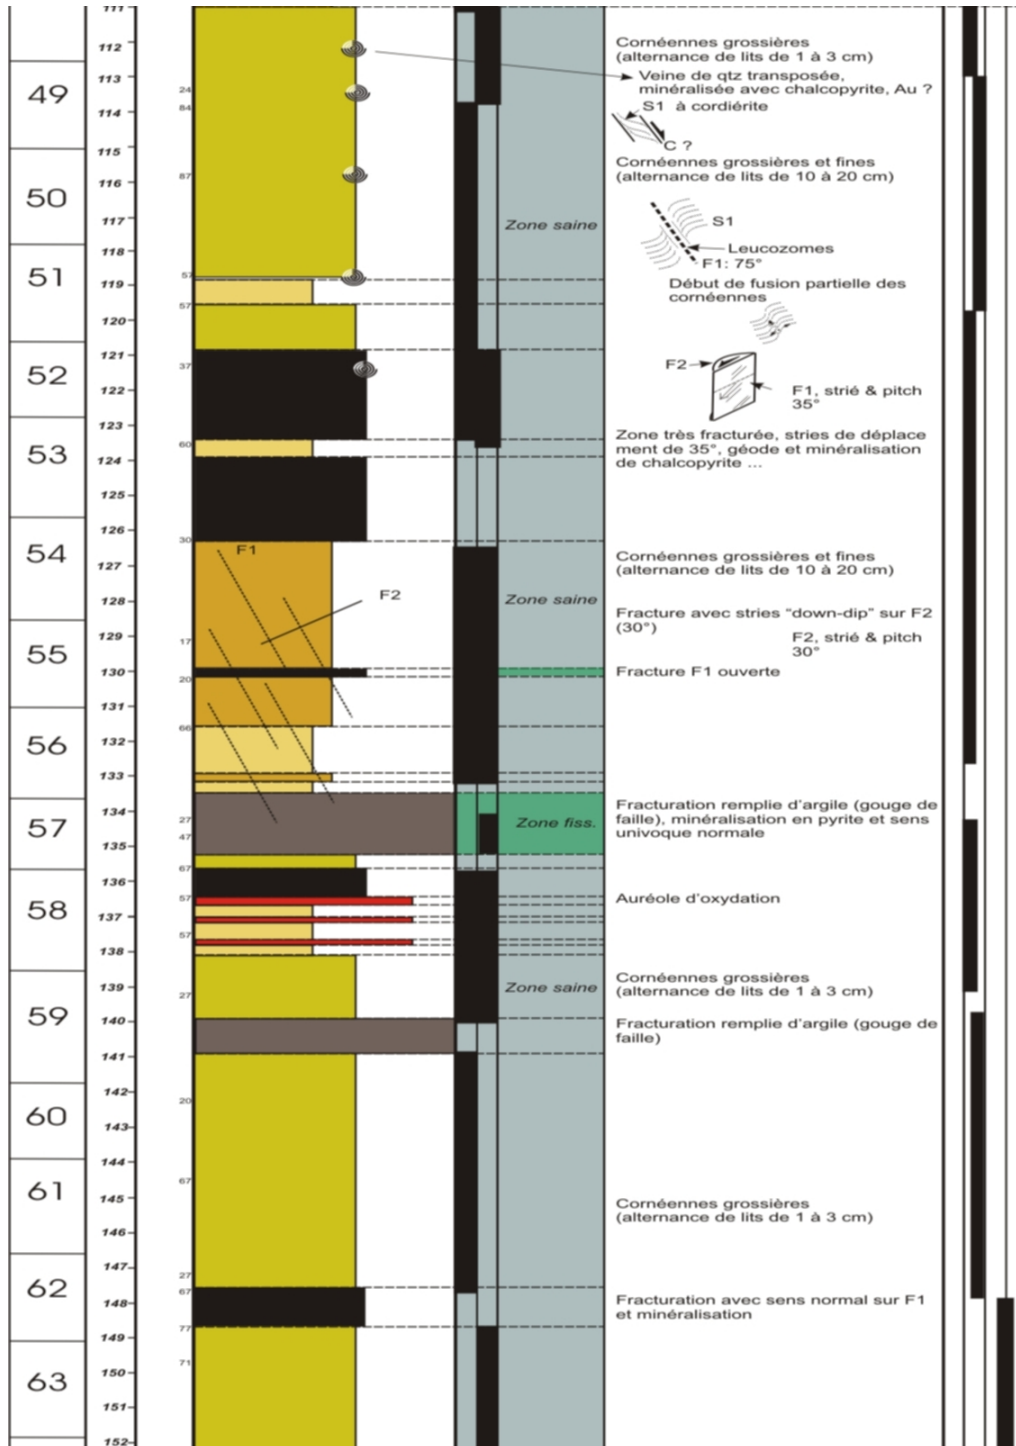 111
112
Cornéennes grossières
(alternance de lits de 1 à 3 cm)
113
Veine de qtz transposée,
minéralisée avec chalcopyrite, Au ?
49
24
84
S1 à cordiérite
114
C ?
115
Cornéennes grossières et fines
(alternance de lits de 10 à 20 cm)
87
116
50
117
Zone saine
S1
118
Leucozomes
F1: 75°
51
57
119
Début de fusion partielle des
cornéennes
57
120
121
52
37
F2
122
F1, strié & pitch
35°
123
53
60
Zone très fracturée, stries de déplace
ment de 35°, géode et minéralisation
de chalcopyrite ...
124
125
126
30
54
F1
Cornéennes grossières et fines
(alternance de lits de 10 à 20 cm)
127
F2
128
Zone saine
Fracture avec stries “down-dip” sur F2
(30°)
129
17
F2, strié & pitch
30°
55
130
Fracture F1 ouverte
20
131
66
56
132
133
134
Fracturation remplie d’argile (gouge de
faille), minéralisation en pyrite et sens
univoque normale
57
27
47
Zone fiss.
135
67
136
57
Auréole d’oxydation
58
137
57
138
139
27
Zone saine
Cornéennes grossières
(alternance de lits de 1 à 3 cm)
59
140
Fracturation remplie d’argile (gouge de
faille)
141
142
20
60
143
144
67
61
145
Cornéennes grossières
(alternance de lits de 1 à 3 cm)
146
147
27
67
62
148
Fracturation avec sens normal sur F1
et minéralisation
77
149
71
150
63
151
152